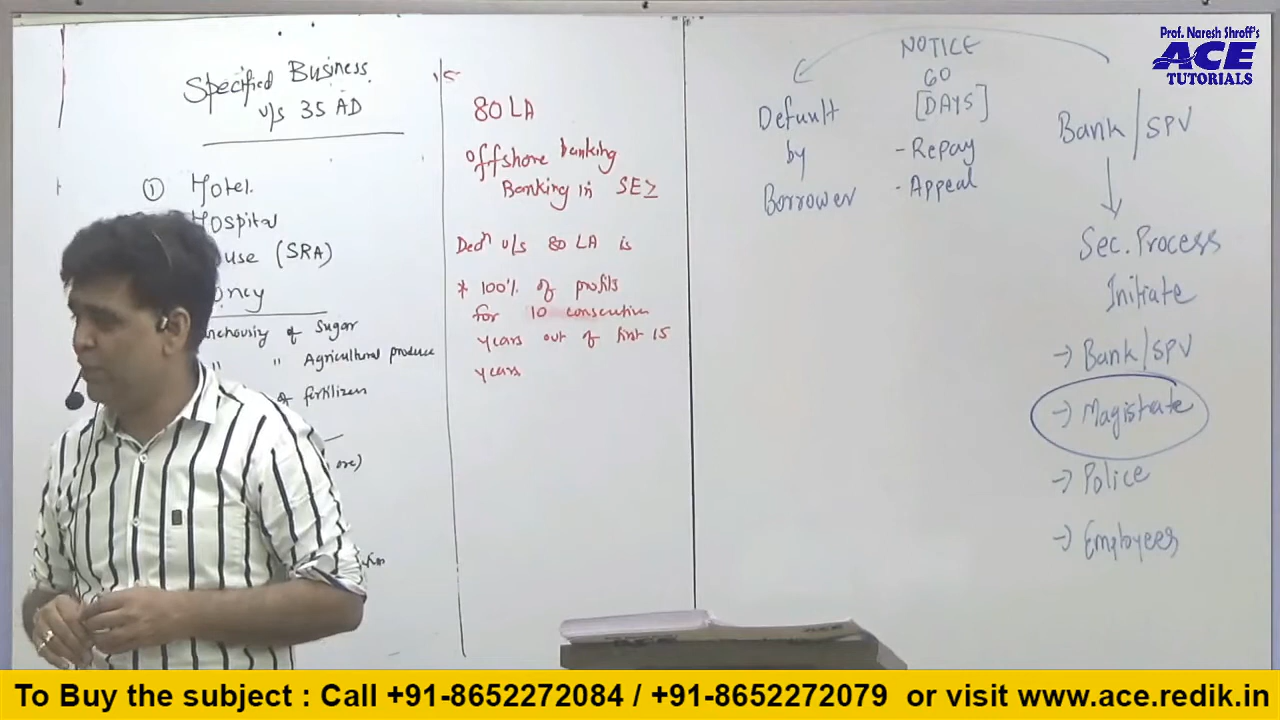 Prof. Naresh Shroff's
ACE
TUTORIALS
Specified Business
u/s 35 AD
① Hotel.
Hospital
(SRA)
of Sugar
" Agricultural produce
of fertilizers
80 LA
Offshore banking
Banking in SEZ
Dedn u/s 80 LA is
* 100% of profits
for 10 consecutive
years out of first 15
years
NOTICE
60
[DAYS]
- Repay
- Appeal
Default
by
Borrower
Bank/SPV
Sec. Process
Initiate
→ Bank/SPV
→ Magistrate
→ Police
→ Employees
ACE
To Buy the subject : Call +91-8652272084 / +91-8652272079 or visit www.ace.redik.in